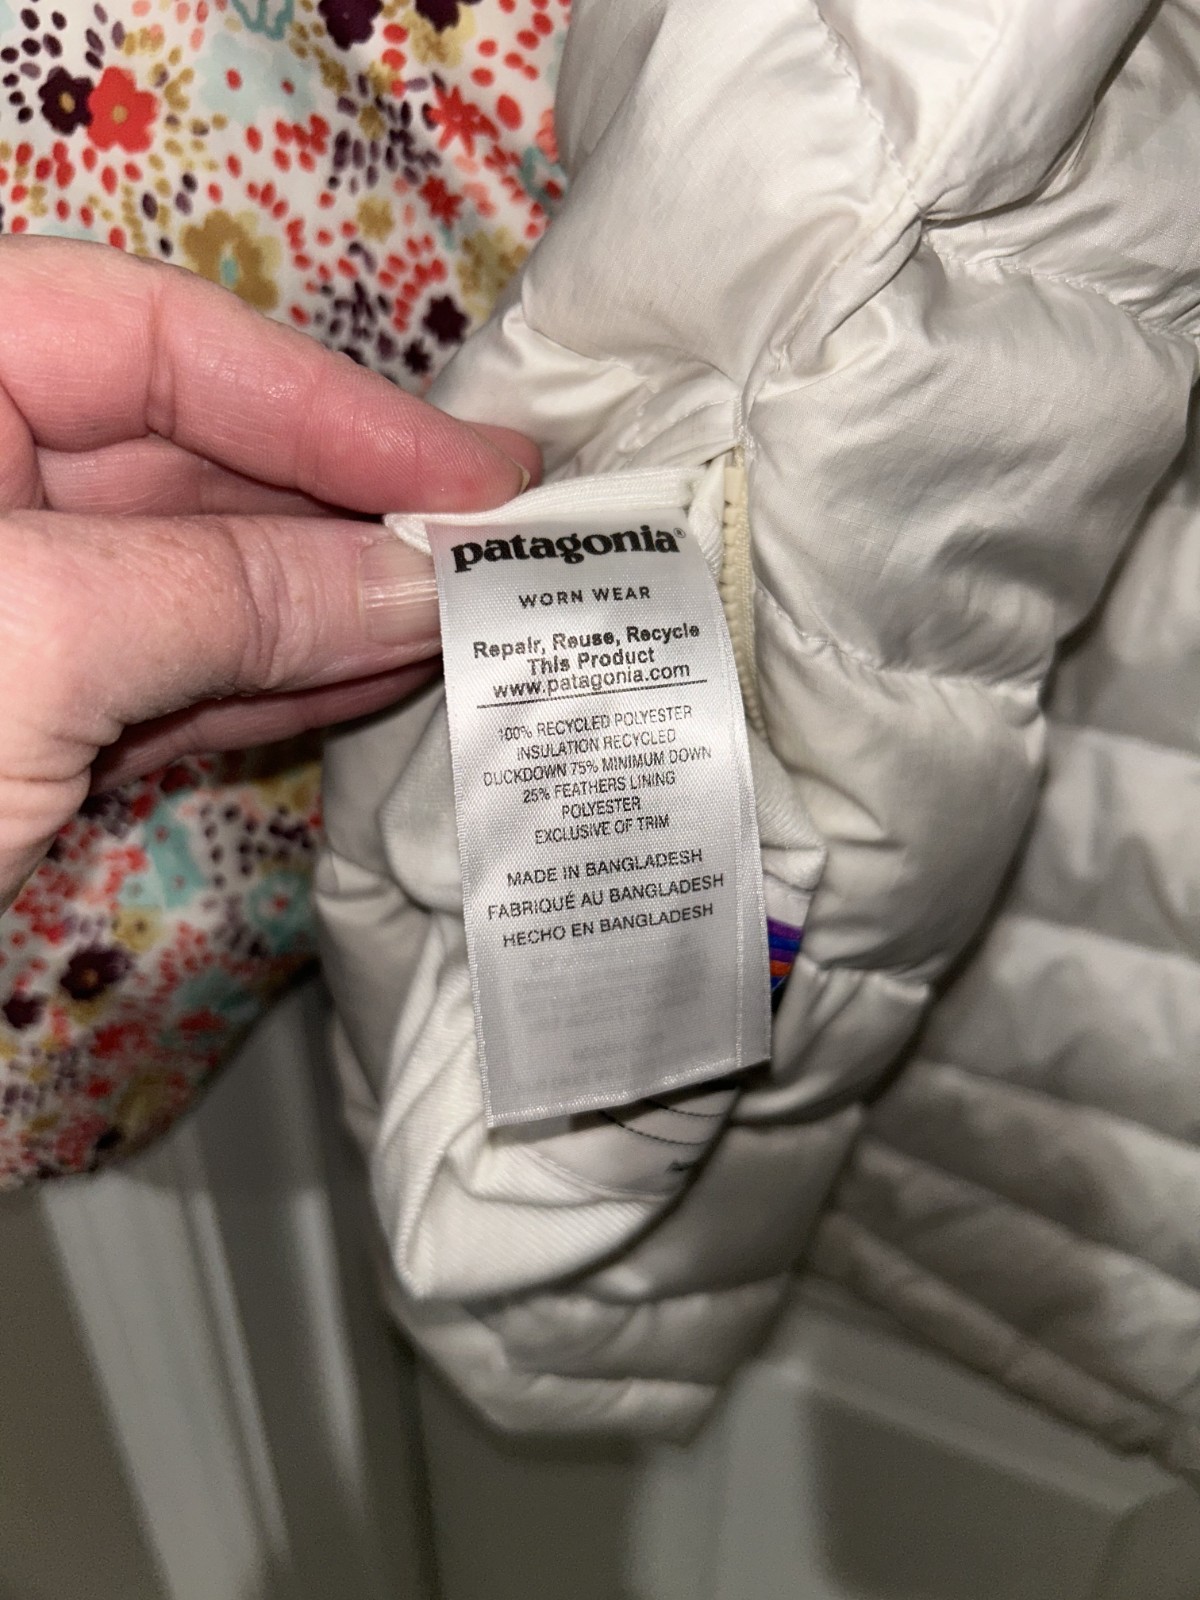 patagonia®
WORN WEAR
Repair, Reuse, Recycle
This Product
www.patagonia.com
100% RECYCLED POLYESTER
INSULATION RECYCLED
DUCKDOWN 75% MINIMUM DOWN
25% FEATHERS LINING
POLYESTER
EXCLUSIVE OF TRIM
MADE IN BANGLADESH
FABRIQUÉ AU BANGLADESH
HECHO EN BANGLADESH